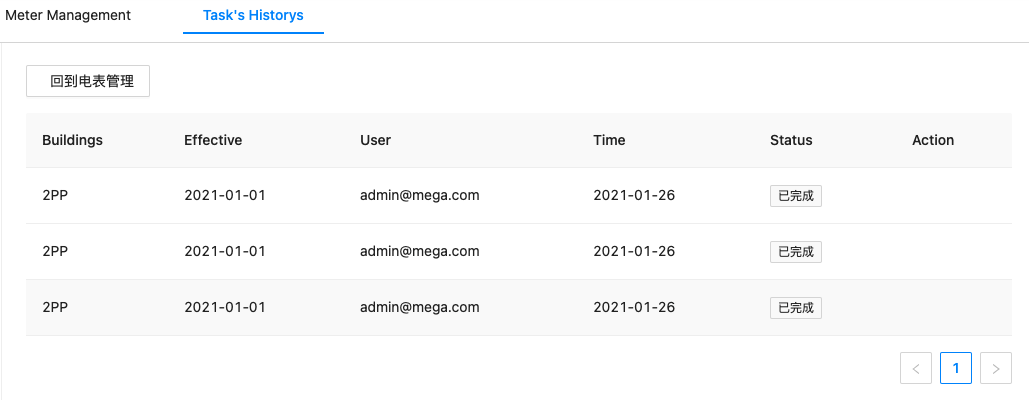 Meter Management Task's Historys
回到电表管理
Buildings Effective User Time Status Action
2PP 2021-01-01 admin@mega.com 2021-01-26 已完成
2PP 2021-01-01 admin@mega.com 2021-01-26 已完成
2PP 2021-01-01 admin@mega.com 2021-01-26 已完成
< 1 >